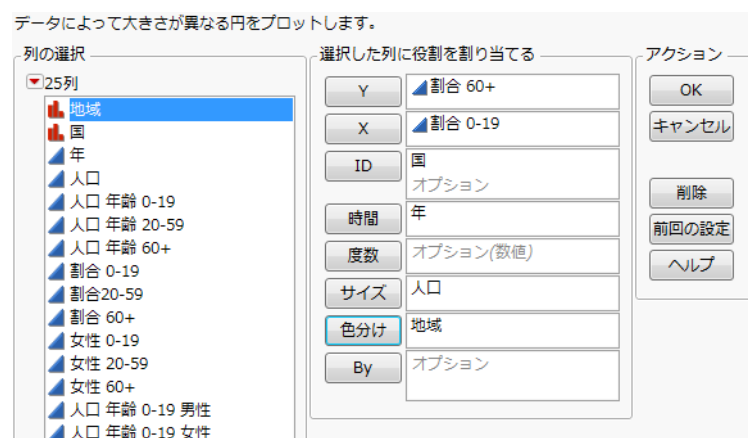 データによって大きさが異なる円をプロットします。
列の選択
25列
地域
国
年
人口
人口 年齢 0-19
人口 年齢 20-59
人口 年齢 60+
割合 0-19
割合20-59
割合 60+
女性 0-19
女性 20-59
女性 60+
人口 年齢 0-19 男性
人口 年齢 0-19 女性
選択した列に役割を割り当てる
Y 割合 60+
X 割合 0-19
ID 国
オプション
時間 年
度数 オプション(数値)
サイズ 人口
色分け 地域
By オプション
アクション
OK
キャンセル
削除
前回の設定
ヘルプ